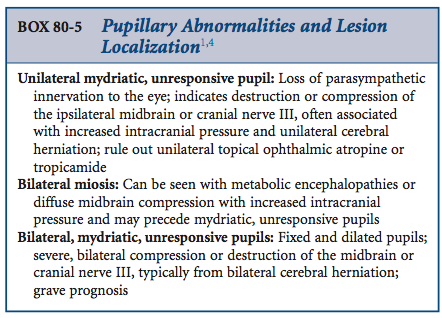 BOX 80-5 Pupillary Abnormalities and Lesion
Localization1,4
Unilateral mydriatic, unresponsive pupil: Loss of parasympathetic
innervation to the eye; indicates destruction or compression of
the ipsilateral midbrain or cranial nerve III, often associated
with increased intracranial pressure and unilateral cerebral
herniation; rule out unilateral topical ophthalmic atropine or
tropicamide
Bilateral miosis: Can be seen with metabolic encephalopathies or
diffuse midbrain compression with increased intracranial
pressure and may precede mydriatic, unresponsive pupils
Bilateral, mydriatic, unresponsive pupils: Fixed and dilated pupils;
severe, bilateral compression or destruction of the midbrain or
cranial nerve III, typically from bilateral cerebral herniation;
grave prognosis